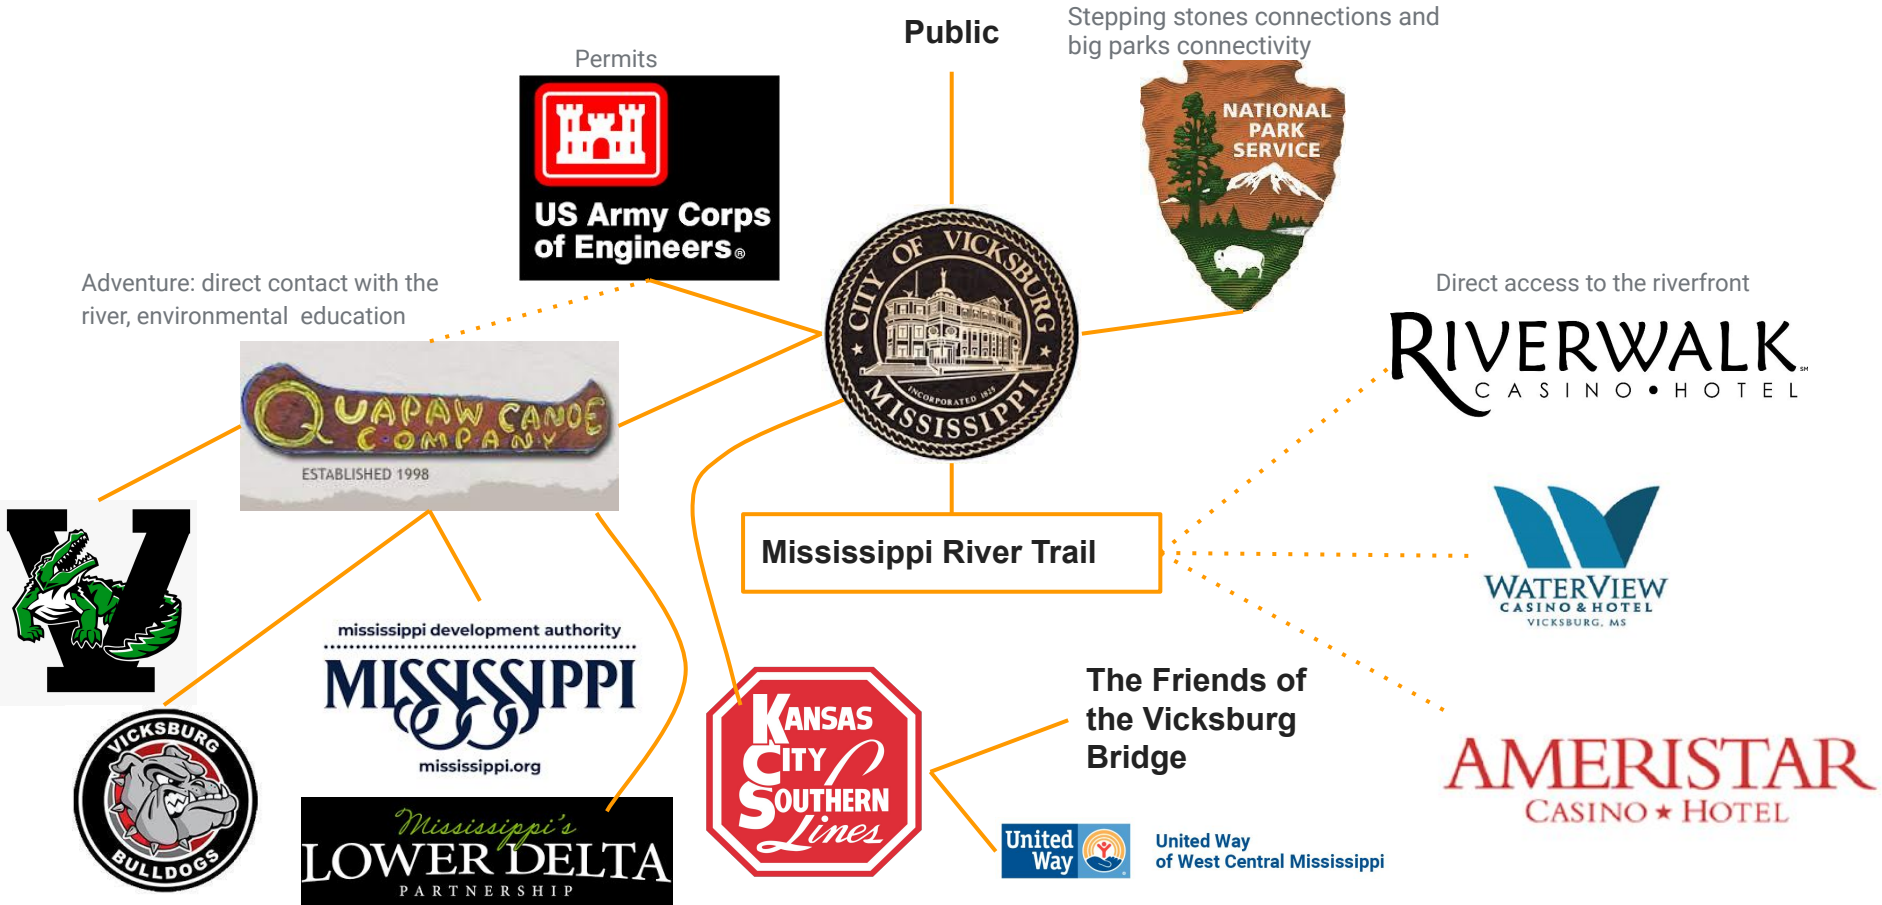 Public
Stepping stones connections and
big parks connectivity
Permits
US Army Corps
of Engineers®
NATIONAL
PARK
SERVICE
CITY OF VICKSBURG
INCORPORATED 1825
MISSISSIPPI
Adventure: direct contact with the
river, environmental  education
QUAPAW CANOE
COMPANY
ESTABLISHED 1998
Direct access to the riverfront
RIVERWALK℠
CASINO • HOTEL
V
Mississippi River Trail
W
WATERVIEW
CASINO & HOTEL
VICKSBURG, MS
mississippi development authority
MISSISSIPPI
mississippi.org
VICKSBURG
BULLDOGS
Mississippi's
LOWER DELTA
PARTNERSHIP
KANSAS
CITY
SOUTHERN
Lines
The Friends of
the Vicksburg
Bridge
United
Way
United Way
of West Central Mississippi
AMERISTAR
CASINO ★ HOTEL